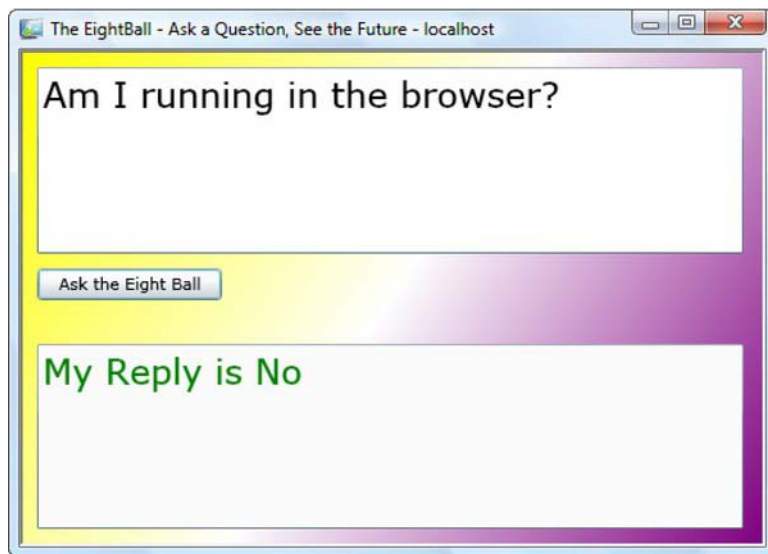 The EightBall - Ask a Question, See the Future - localhost
Am I running in the browser?
Ask the Eight Ball
My Reply is No